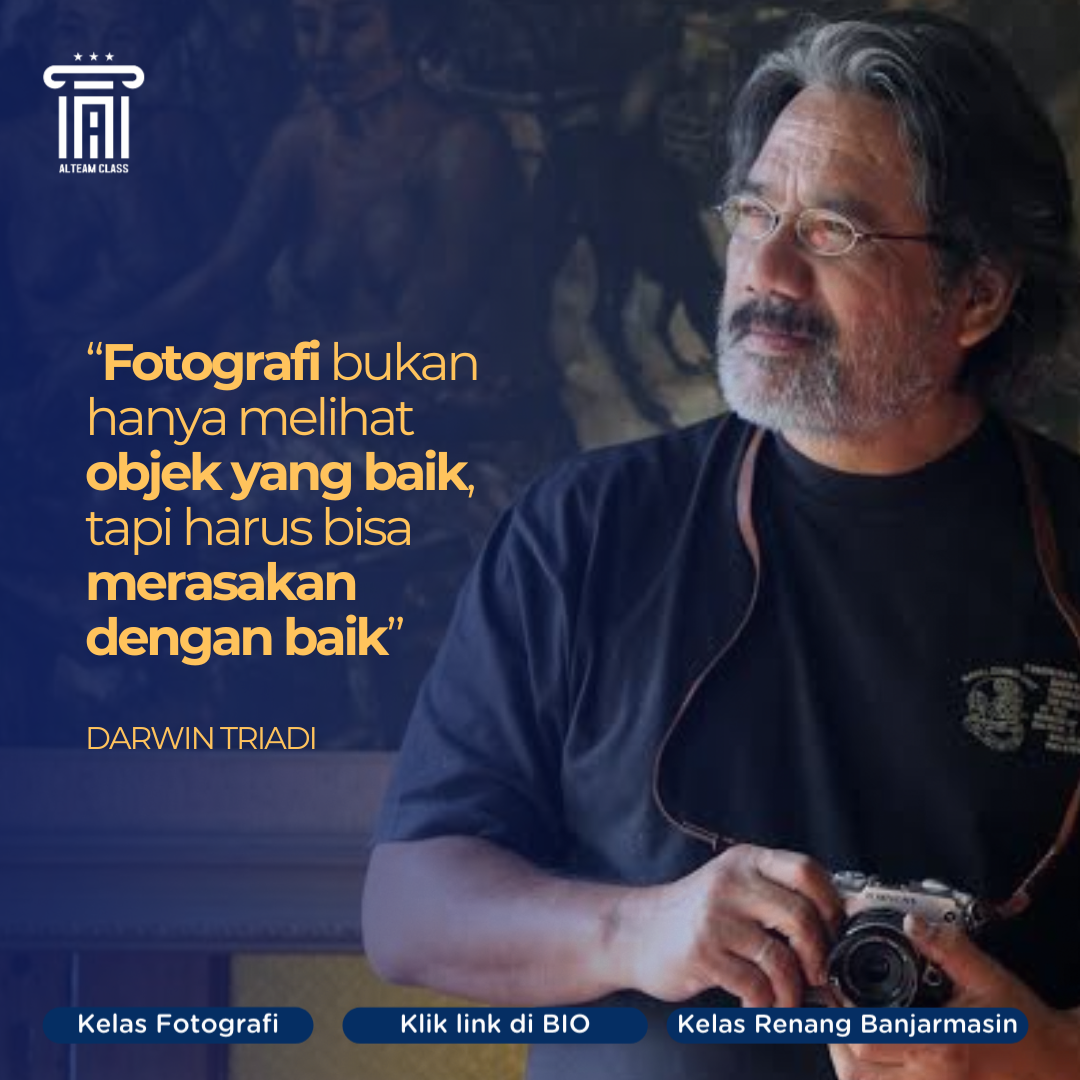 ALTEAM CLASS
“Fotografi bukan
hanya melihat
objek yang baik,
tapi harus bisa
merasakan
dengan baik”
DARWIN TRIADI
Kelas Fotografi
Klik link di BIO
Kelas Renang Banjarmasin